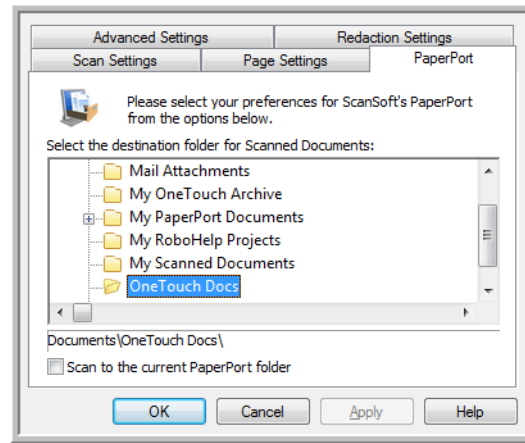 Advanced Settings
Redaction Settings
Scan Settings
Page Settings
PaperPort
Please select your preferences for ScanSoft's PaperPort
from the options below.
Select the destination folder for Scanned Documents:
Mail Attachments
My OneTouch Archive
My PaperPort Documents
My RoboHelp Projects
My Scanned Documents
OneTouch Docs
Documents\OneTouch Docs\
Scan to the current PaperPort folder
OK
Cancel
Apply
Help